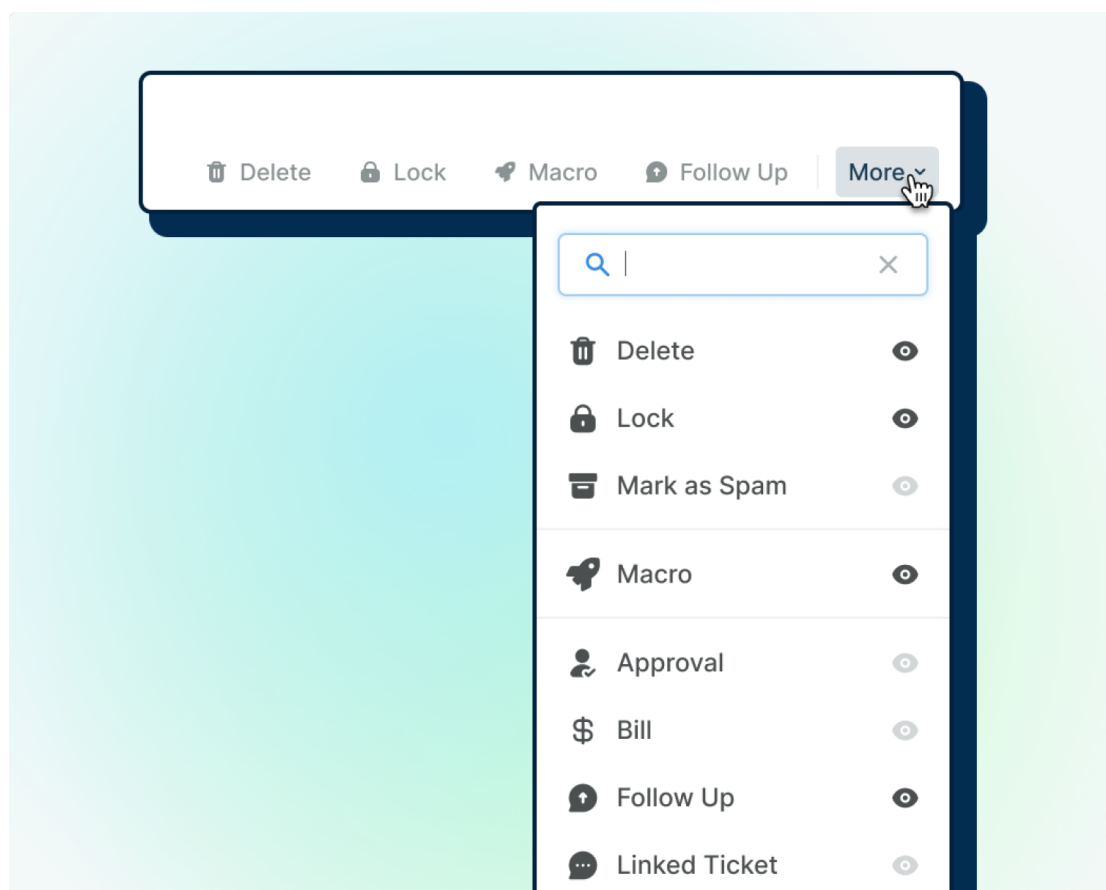 Delete Lock Macro Follow Up More
Delete
Lock
Mark as Spam
Macro
Approval
Bill
Follow Up
Linked Ticket